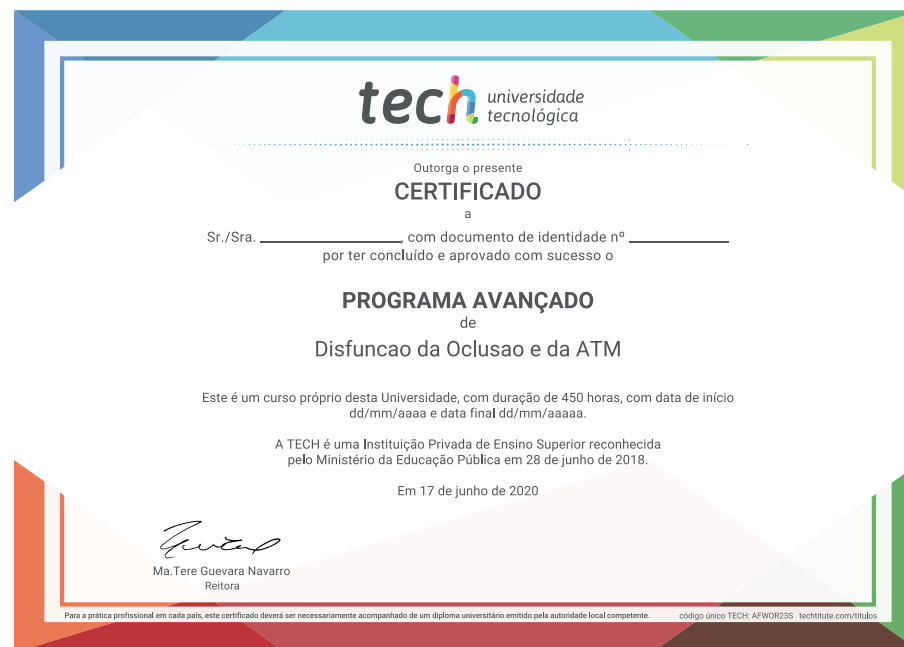 tech universidade
tecnológica
Outorga o presente
CERTIFICADO
a
Sr./Sra. , com documento de identidade nº
por ter concluído e aprovado com sucesso o
PROGRAMA AVANÇADO
de
Disfuncao da Oclusao e da ATM
Este é um curso próprio desta Universidade, com duração de 450 horas, com data de início
dd/mm/aaaa e data final dd/mm/aaaaa.
A TECH é uma Instituição Privada de Ensino Superior reconhecida
pelo Ministério da Educação Pública em 28 de junho de 2018.
Em 17 de junho de 2020
Ma.Tere Guevara Navarro
Reitora
Para a prática profissional em cada país, este certificado deverá ser necessariamente acompanhado de um diploma universitário emitido pela autoridade local competente. código único TECH: AFWOR23S techtitute.com/titulos